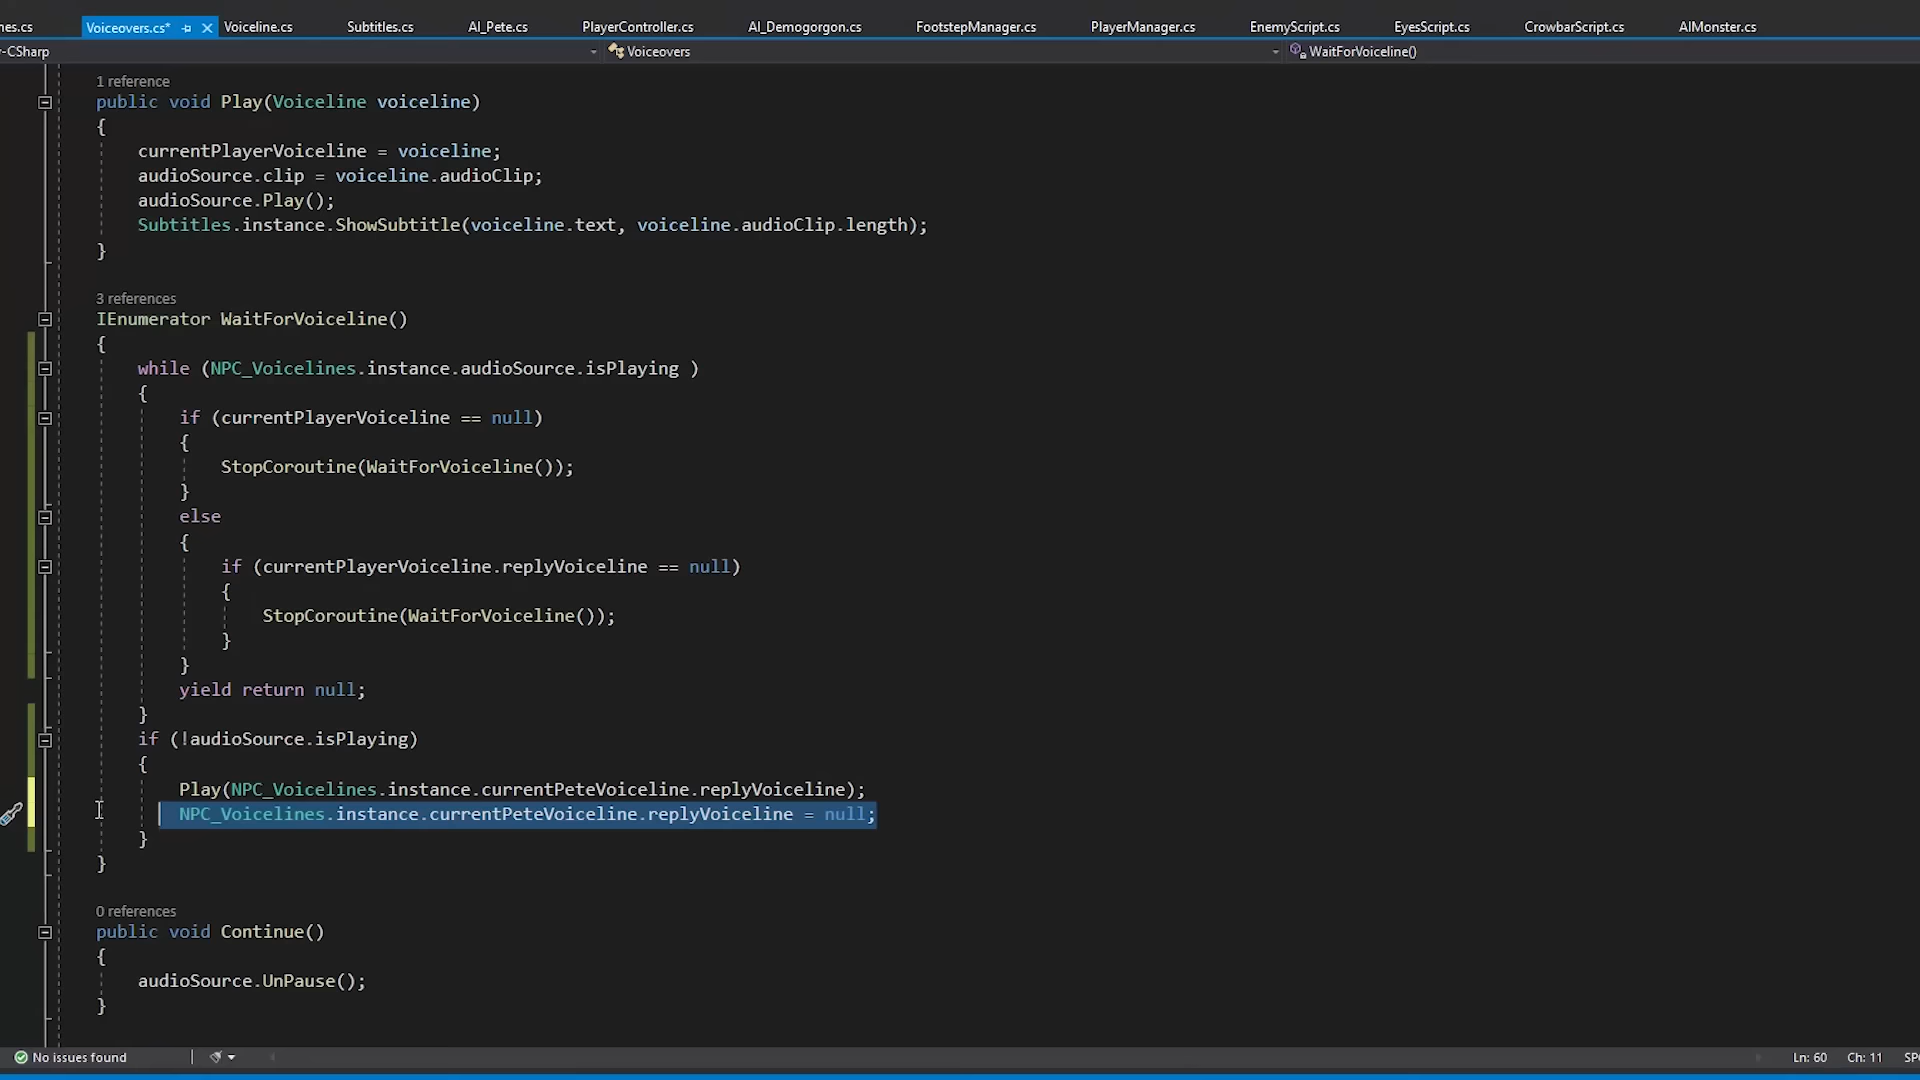 nes.cs Voiceovers.cs* Voiceline.cs Subtitles.cs AI_Pete.cs PlayerController.cs AI_Demogorgon.cs FootstepManager.cs PlayerManager.cs EnemyScript.cs EyesScript.cs CrowbarScript.cs AIMonster.cs
-CSharp Voiceovers WaitForVoiceline()
1 reference
public void Play(Voiceline voiceline)
{
currentPlayerVoiceline = voiceline;
audioSource.clip = voiceline.audioClip;
audioSource.Play();
Subtitles.instance.ShowSubtitle(voiceline.text, voiceline.audioClip.length);
}
3 references
IEnumerator WaitForVoiceline()
{
while (NPC_Voicelines.instance.audioSource.isPlaying )
{
if (currentPlayerVoiceline == null)
{
StopCoroutine(WaitForVoiceline());
}
else
{
if (currentPlayerVoiceline.replyVoiceline == null)
{
StopCoroutine(WaitForVoiceline());
}
}
yield return null;
}
if (!audioSource.isPlaying)
{
Play(NPC_Voicelines.instance.currentPeteVoiceline.replyVoiceline);
NPC_Voicelines.instance.currentPeteVoiceline.replyVoiceline = null;
}
}
0 references
public void Continue()
{
audioSource.UnPause();
}
No issues found Ln: 60 Ch: 11 SP